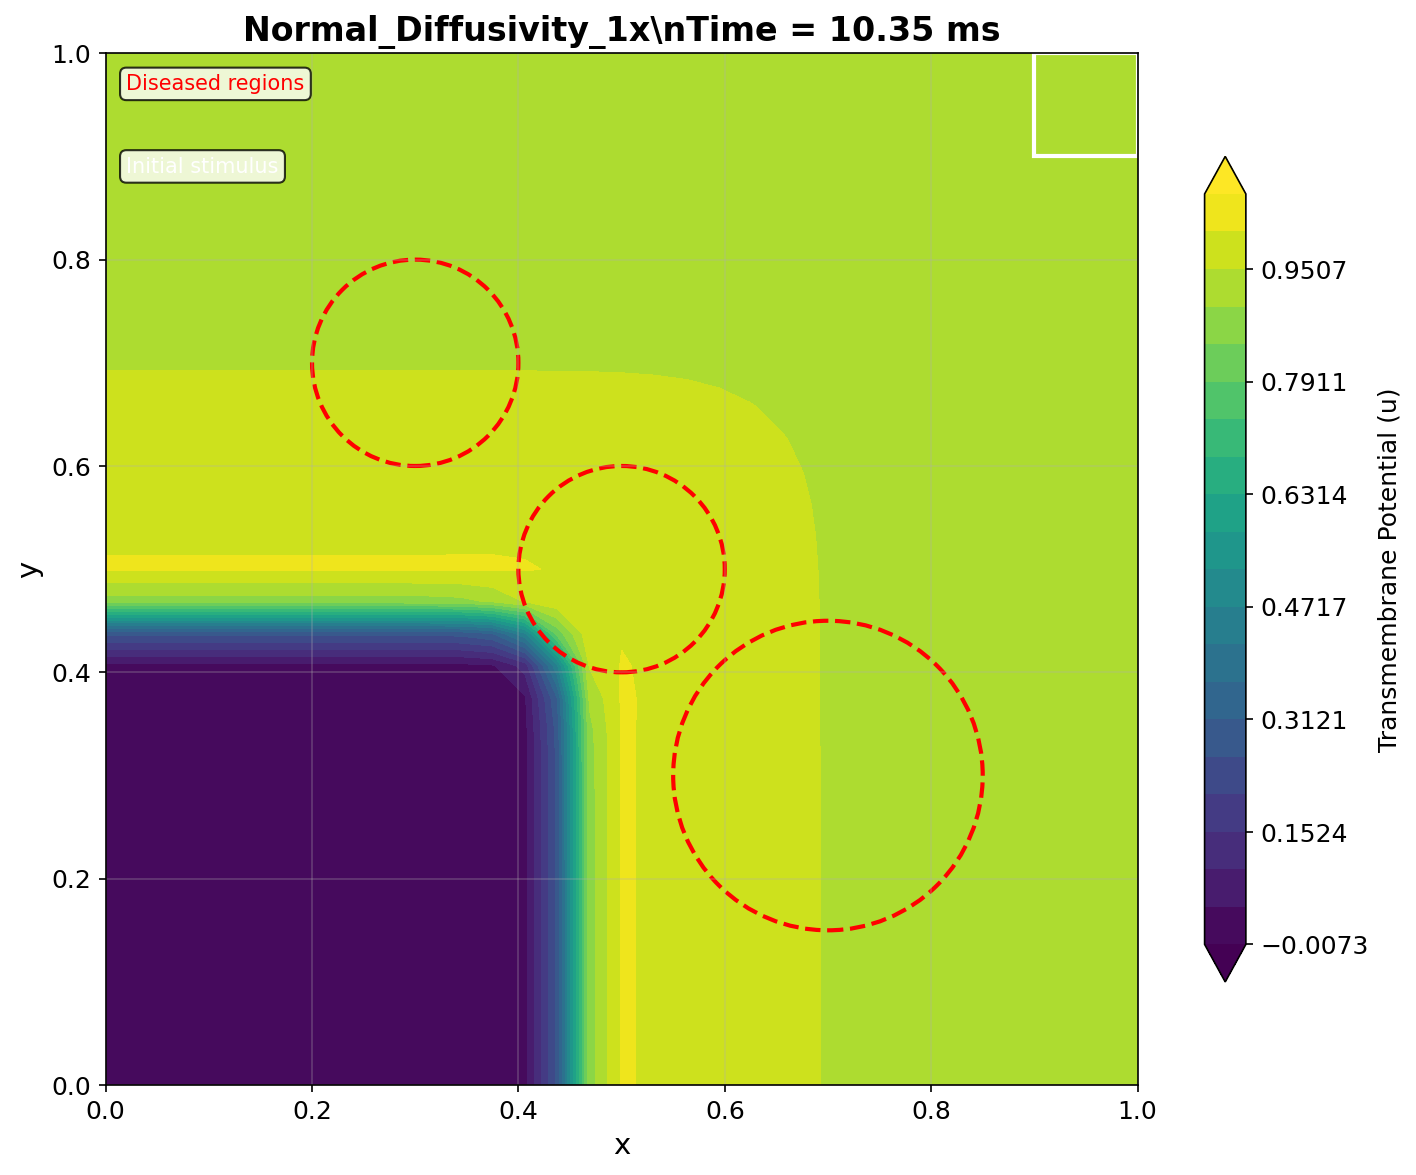 Normal_Diffusivity_1x\nTime = 10.35 ms
Diseased regions
Initial stimulus
1.0
0.8
0.6
0.4
0.2
0.0
y
0.0 0.2 0.4 0.6 0.8 1.0
x
0.9507
0.7911
0.6314
0.4717
0.3121
0.1524
−0.0073
Transmembrane Potential (u)